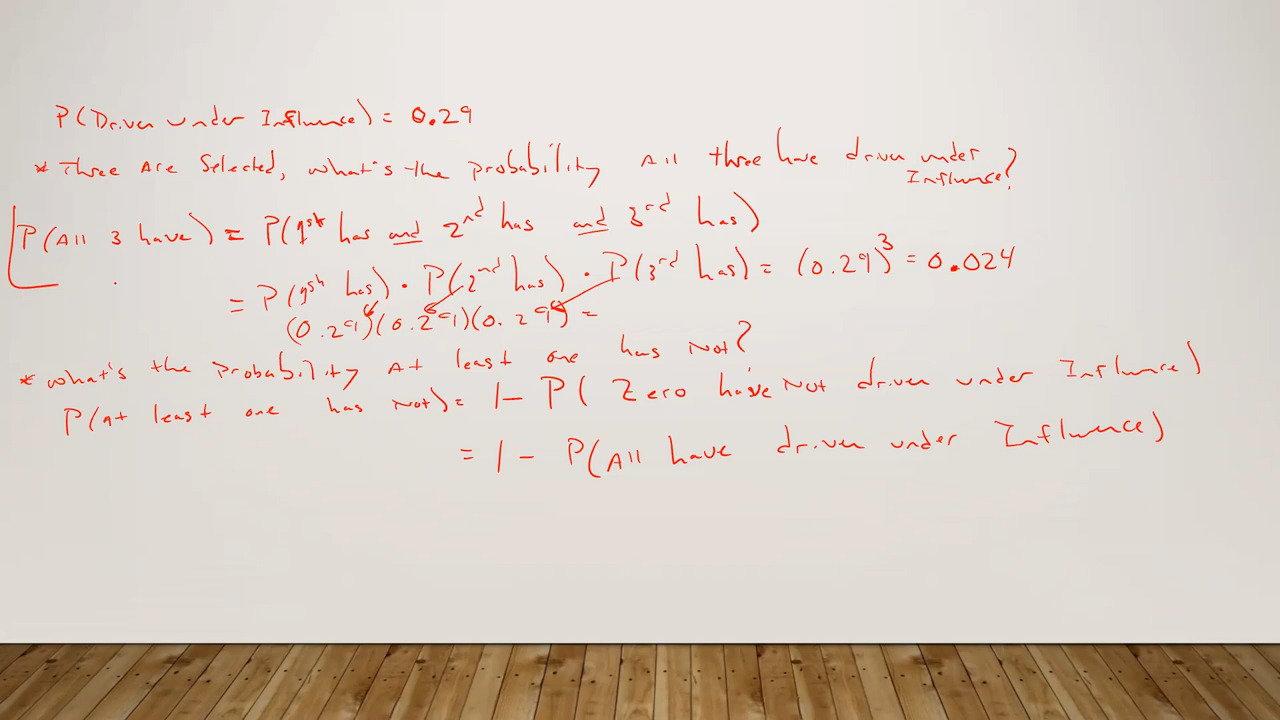 P(Driven under Influence) = 0.29
* Three Are Selected, what's the probability All three have driven under Influence?
P(All 3 have) = P(1st has and 2nd has and 3rd has)
= P(1st has) · P(2nd has) · P(3rd has) = (0.29)³ = 0.024
(0.29)(0.29)(0.29) =
* What's the Probability At least one has Not?
P(At least one has Not) = 1 - P( Zero have Not driven under Influence)
= 1 - P(All have driven under Influence)